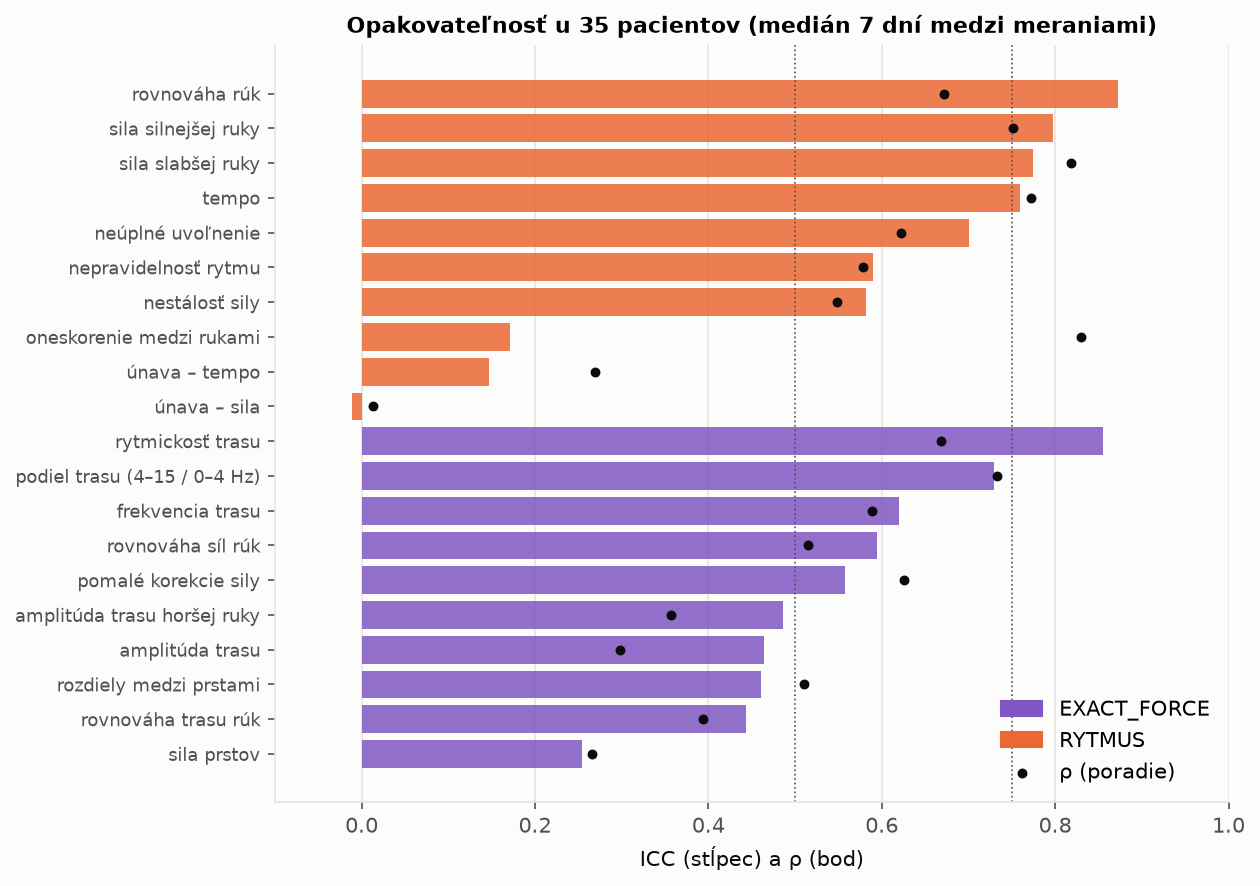 Opakovateľnosť u 35 pacientov (medián 7 dní medzi meraniami)
rovnováha rúk
sila silnejšej ruky
sila slabšej ruky
tempo
neúplné uvoľnenie
nepravidelnosť rytmu
nestálosť sily
oneskorenie medzi rukami
únava – tempo
únava – sila
rytmickosť trasu
podiel trasu (4–15 / 0–4 Hz)
frekvencia trasu
rovnováha síl rúk
pomalé korekcie sily
amplitúda trasu horšej ruky
amplitúda trasu
rozdiely medzi prstami
rovnováha trasu rúk
sila prstov
EXACT_FORCE
RYTMUS
ρ (poradie)
0.0 0.2 0.4 0.6 0.8 1.0
ICC (stĺpec) a ρ (bod)